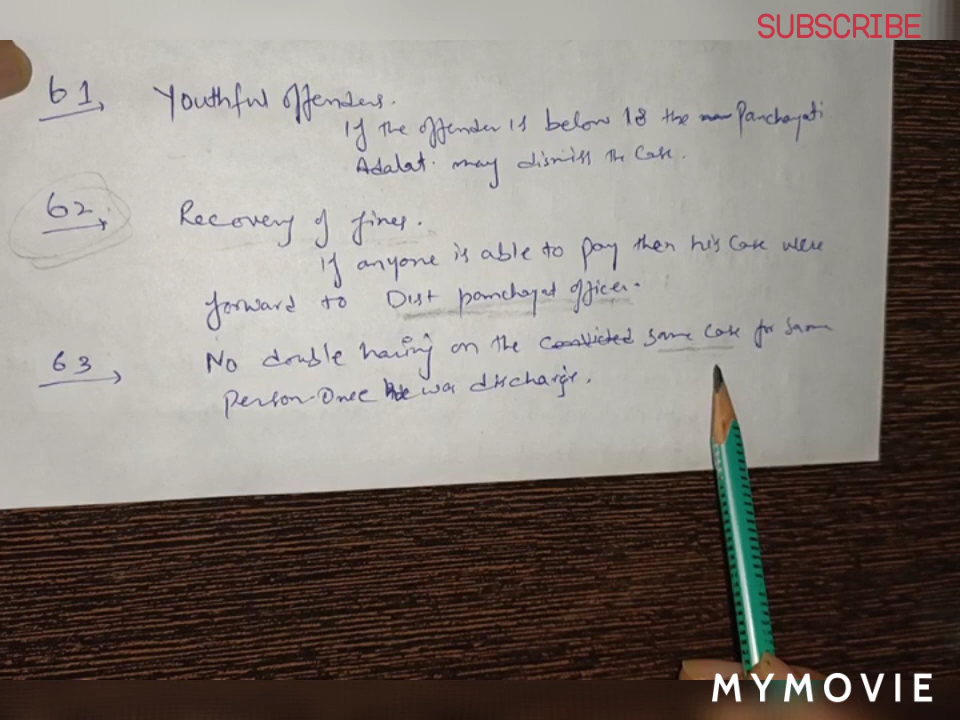 SUBSCRIBE
61 Youthful offenders.
If the offender is below 18 the Panchayati
Adalat may dismiss the case.
62 Recovery of fines.
If anyone is able to pay then his case were
forward to Dist panchayat officer.
63 No double having on the convicted same case for same
person once he was discharge.
MYMOVIE